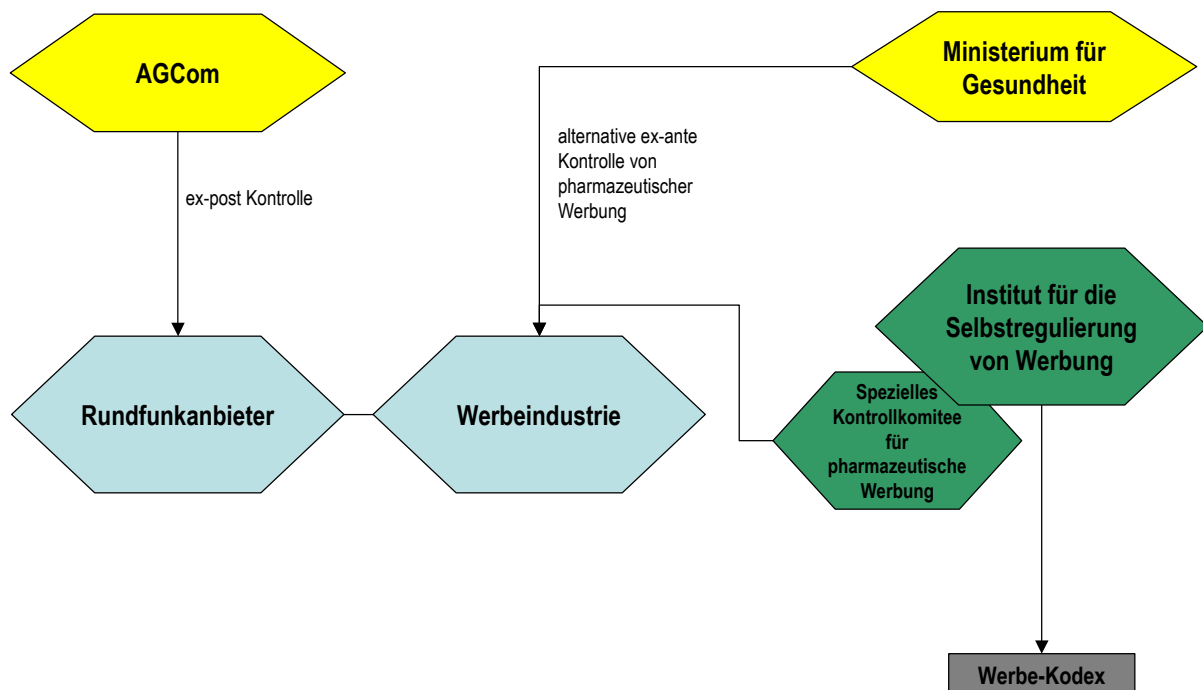 AGCom
Ministerium für
Gesundheit
ex-post Kontrolle
alternative ex-ante
Kontrolle von
pharmazeutischer
Werbung
Institut für die
Selbstregulierung
von Werbung
Rundfunkanbieter
Werbeindustrie
Spezielles
Kontrollkomitee
für
pharmazeutische
Werbung
Werbe-Kodex